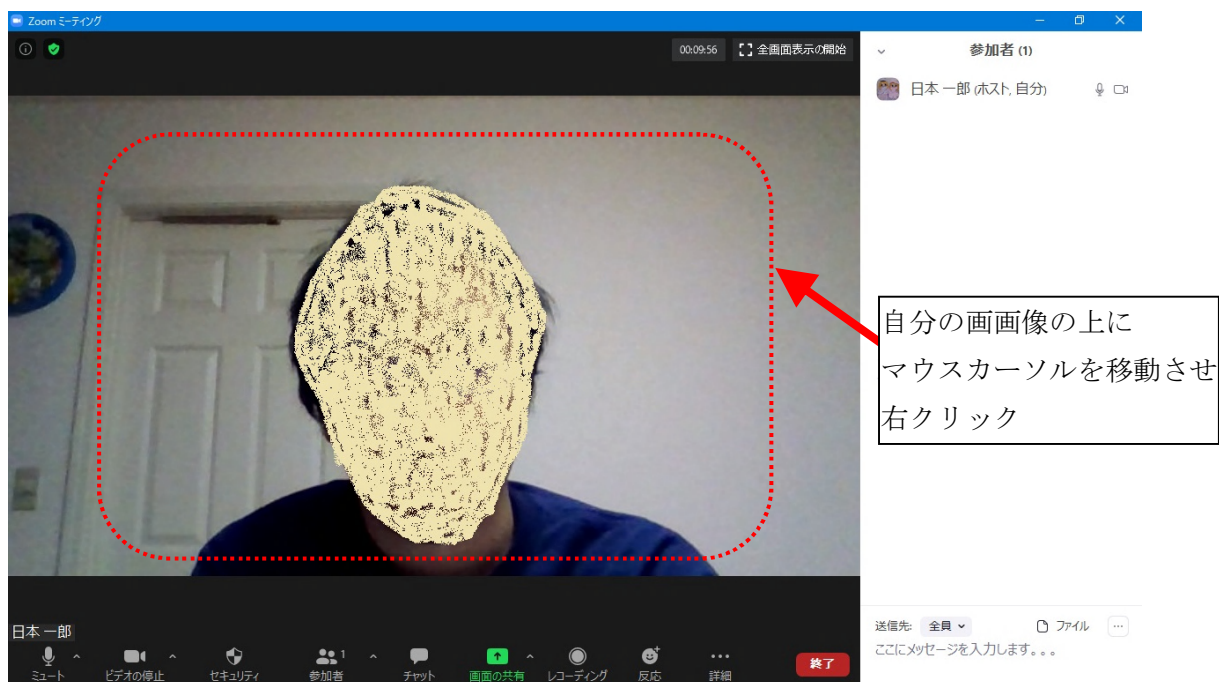 Zoom ミーティング
00:09:56 全画面表示の開始
参加者 (1)
日本 一郎 (ホスト, 自分)
自分の画画像の上に
マウスカーソルを移動させ
右クリック
日本 一郎
ミュート ビデオの停止 セキュリティ 参加者 1 チャット 画面の共有 レコーディング 反応 詳細 終了
送信先: 全員 ファイル
ここにメッセージを入力します。。。